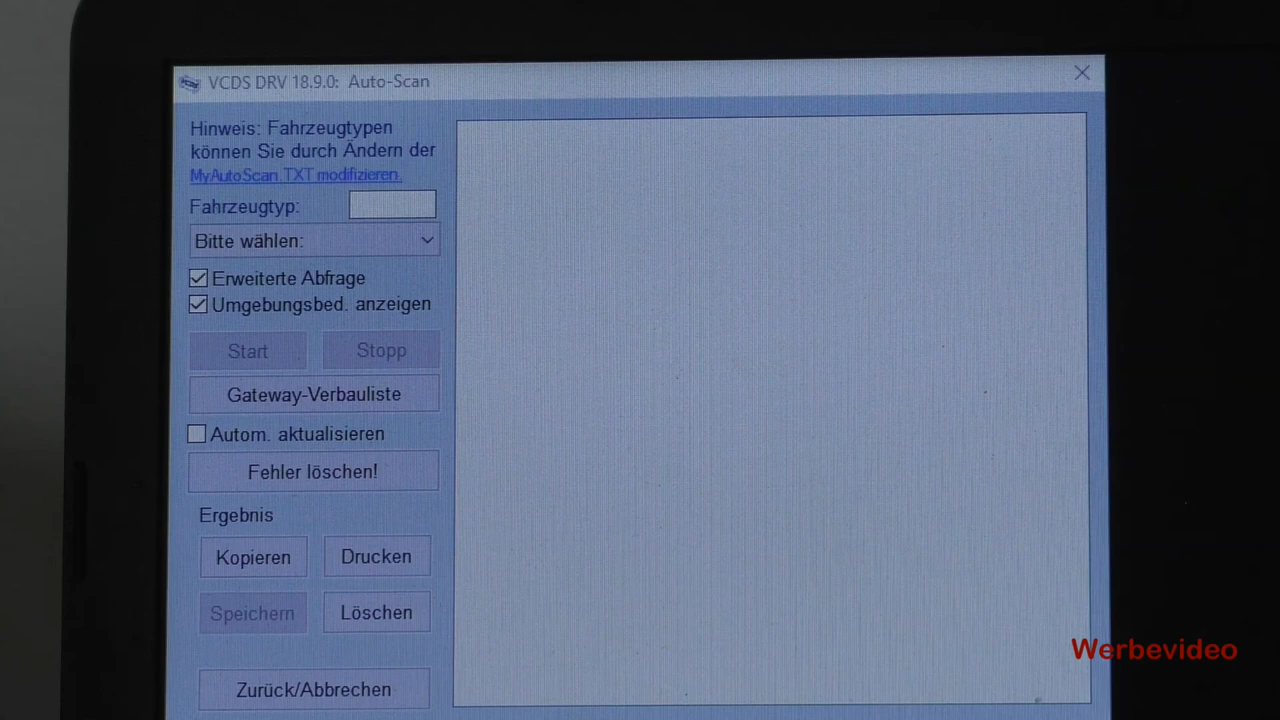 VCDS DRV 18.9.0: Auto-Scan
Hinweis: Fahrzeugtypen
können Sie durch Ändern der
MyAutoScan.TXT modifizieren.
Fahrzeugtyp:
Bitte wählen:
Erweiterte Abfrage
Umgebungsbed. anzeigen
Start Stopp
Gateway-Verbauliste
Autom. aktualisieren
Fehler löschen!
Ergebnis
Kopieren Drucken
Speichern Löschen
Zurück/Abbrechen
Werbevideo